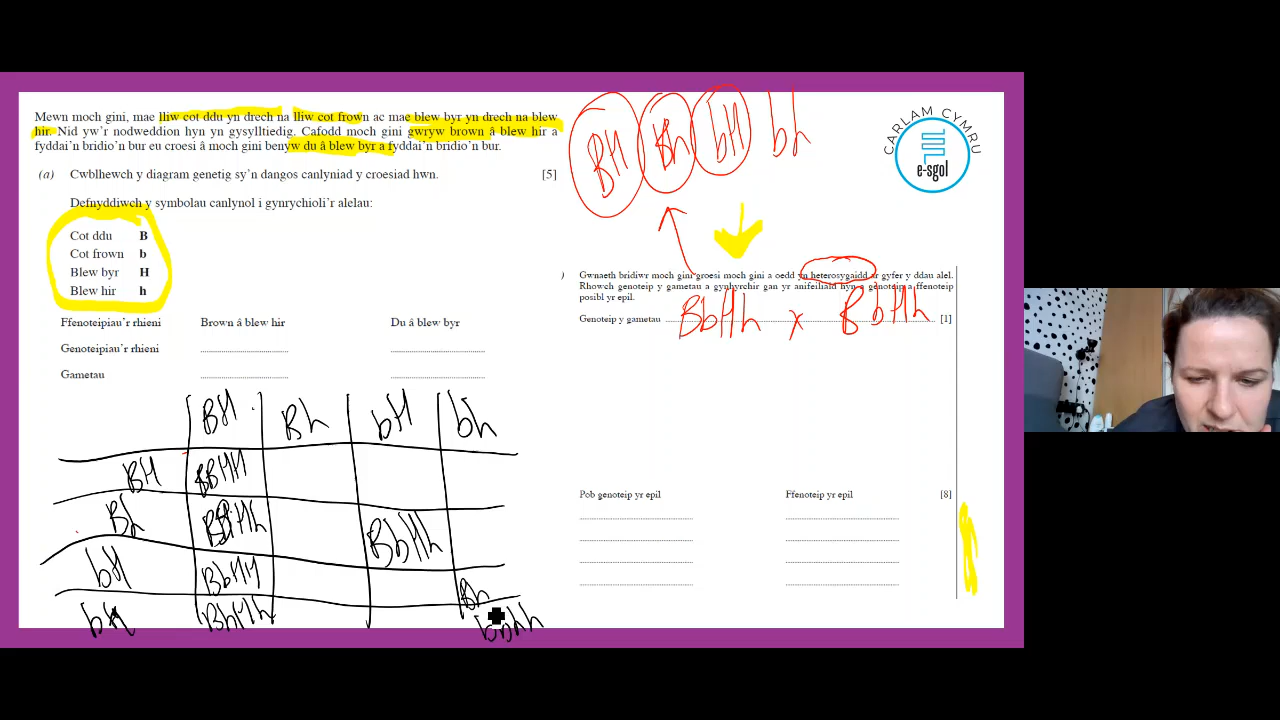 Mewn moch gini, mae lliw cot ddu yn drech na lliw cot frown ac mae blew byr yn drech na blew
hir. Nid yw'r nodweddion hyn yn gysylltiedig. Cafodd moch gini gwryw brown â blew hir a
fyddai'n bridio'n bur eu croesi â moch gini benyw du â blew byr a fyddai'n bridio'n bur.
(a) Cwblhewch y diagram genetig sy'n dangos canlyniad y croesiad hwn. [5]
Defnyddiwch y symbolau canlynol i gynrychioli'r alelau:
Cot ddu B
Cot frown b
Blew byr H
Blew hir h
Ffenoteipiau'r rhieni Brown â blew hir Du â blew byr
Genoteipiau'r rhieni
Gametau
BH Bh bH bh
BH BBHH
Bh BBHh BbHh
bH BbHH
BbHh
BH Bh bH bh
) Gwnaeth bridiwr moch gini groesi moch gini a oedd yn heterosygaidd ar gyfer y ddau alel.
Rhowch genoteip y gametau a gynhyrchir gan yr anifeiliaid hyn a genoteip a ffenoteip
posibl yr epil.
Genoteip y gametau BbHh x BbHh [1]
Pob genoteip yr epil Ffenoteip yr epil [8]
CARLAM CYMRU
e-sgol